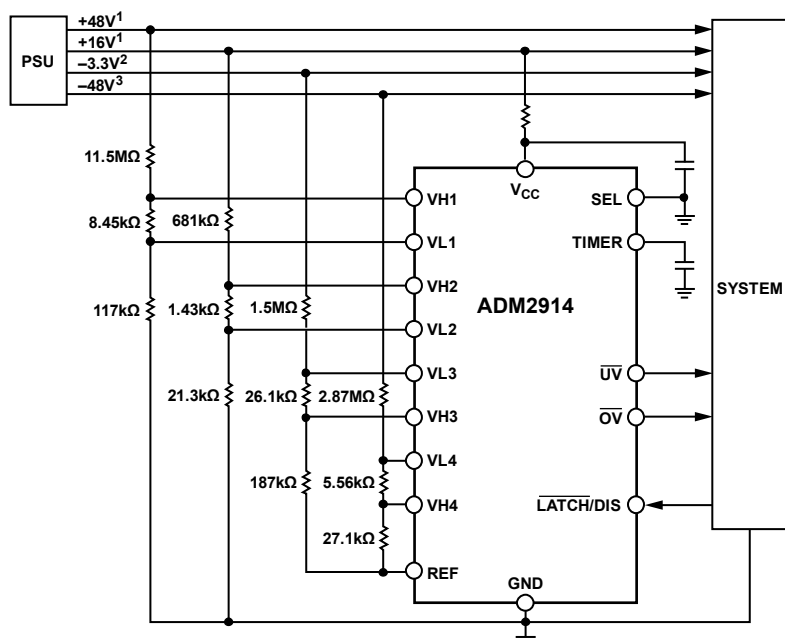 +48V¹
+16V¹
PSU
–3.3V²
–48V³
11.5MΩ
VCC
VH1
SEL
8.45kΩ
681kΩ
VL1
TIMER
VH2
SYSTEM
117kΩ
1.43kΩ
1.5MΩ
ADM2914
VL2
VL3
UV
21.3kΩ
26.1kΩ
2.87MΩ
VH3
OV
VL4
187kΩ
5.56kΩ
VH4
LATCH/DIS
27.1kΩ
REF
GND